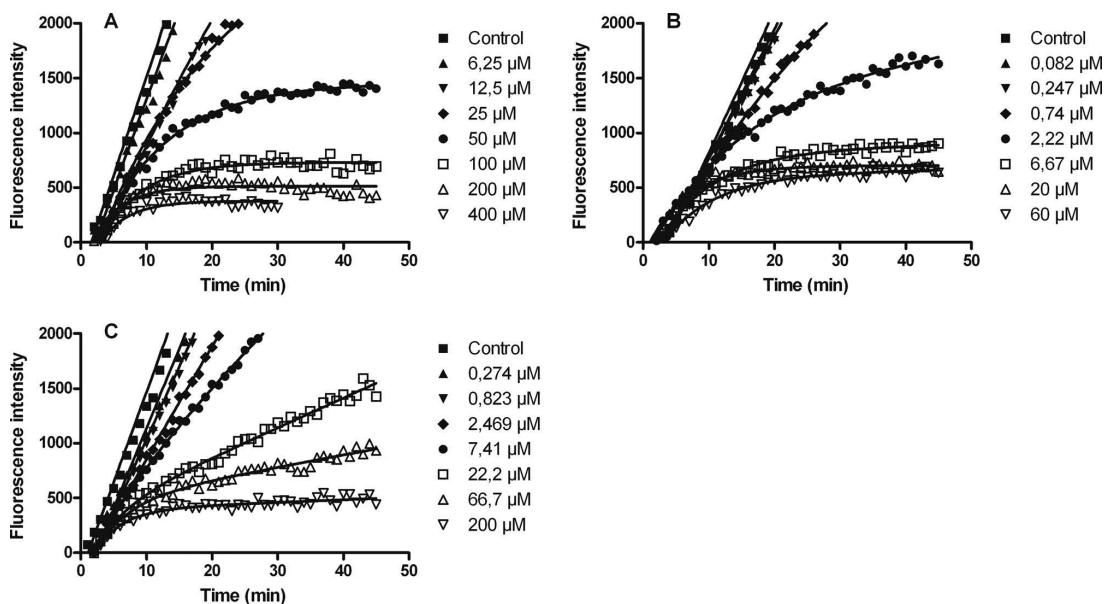 A
Fluorescence intensity
2000
1500
1000
500
0
0 10 20 30 40 50
Time (min)
Control
6,25 µM
12,5 µM
25 µM
50 µM
100 µM
200 µM
400 µM
B
Fluorescence intensity
2000
1500
1000
500
0
0 10 20 30 40 50
Time (min)
Control
0,082 µM
0,247 µM
0,74 µM
2,22 µM
6,67 µM
20 µM
60 µM
C
Fluorescence intensity
2000
1500
1000
500
0
0 10 20 30 40 50
Time (min)
Control
0,274 µM
0,823 µM
2,469 µM
7,41 µM
22,2 µM
66,7 µM
200 µM